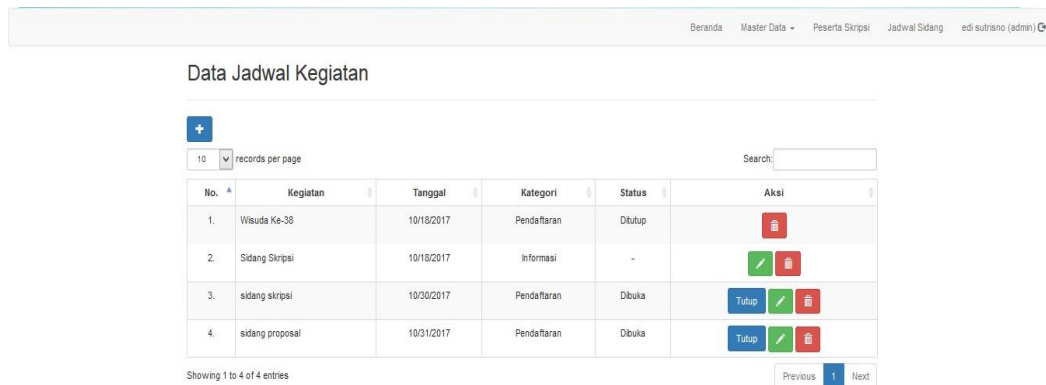 Beranda Master Data Peserta Skripsi Jadwal Sidang edi sutrisno (admin)
Data Jadwal Kegiatan
+
10 records per page Search:
No. Kegiatan Tanggal Kategori Status Aksi
1. Wisuda Ke-38 10/18/2017 Pendaftaran Ditutup
2. Sidang Skripsi 10/18/2017 Informasi -
3. sidang skripsi 10/30/2017 Pendaftaran Dibuka Tutup
4. sidang proposal 10/31/2017 Pendaftaran Dibuka Tutup
Showing 1 to 4 of 4 entries Previous 1 Next